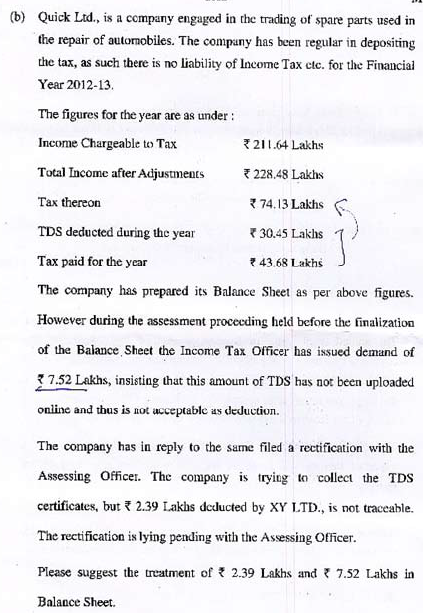 (b) Quick Ltd., is a company engaged in the trading of spare parts used in
the repair of automobiles. The company has been regular in depositing
the tax, as such there is no liability of Income Tax etc. for the Financial
Year 2012-13.
The figures for the year are as under :
Income Chargeable to Tax ₹ 211.64 Lakhs
Total Income after Adjustments ₹ 228.48 Lakhs
Tax thereon ₹ 74.13 Lakhs
TDS deducted during the year ₹ 30.45 Lakhs
Tax paid for the year ₹ 43.68 Lakhs
The company has prepared its Balance Sheet as per above figures.
However during the assessment proceeding held before the finalization
of the Balance Sheet the Income Tax Officer has issued demand of
₹ 7.52 Lakhs, insisting that this amount of TDS has not been uploaded
online and thus is not acceptable as deduction.
The company has in reply to the same filed a rectification with the
Assessing Officer. The company is trying to collect the TDS
certificates, but ₹ 2.39 Lakhs deducted by XY LTD., is not traceable.
The rectification is lying pending with the Assessing Officer.
Please suggest the treatment of ₹ 2.39 Lakhs and ₹ 7.52 Lakhs in
Balance Sheet.